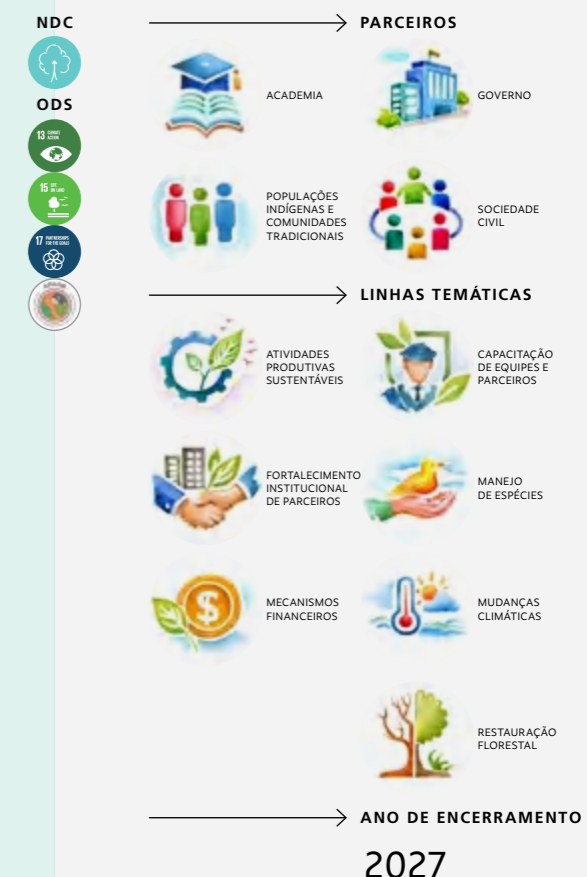 NDC
PARCEIROS
ODS
13 CLIMATE
ACTION
15 LIFE
ON LAND
17 PARTNERSHIPS
FOR THE GOALS
ACADEMIA
GOVERNO
POPULAÇÕES
INDÍGENAS E
COMUNIDADES
TRADICIONAIS
SOCIEDADE
CIVIL
LINHAS TEMÁTICAS
ATIVIDADES
PRODUTIVAS
SUSTENTÁVEIS
CAPACITAÇÃO
DE EQUIPES E
PARCEIROS
FORTALECIMENTO
INSTITUCIONAL
DE PARCEIROS
MANEJO
DE ESPÉCIES
$
MECANISMOS
FINANCEIROS
MUDANÇAS
CLIMÁTICAS
RESTAURAÇÃO
FLORESTAL
ANO DE ENCERRAMENTO
2027